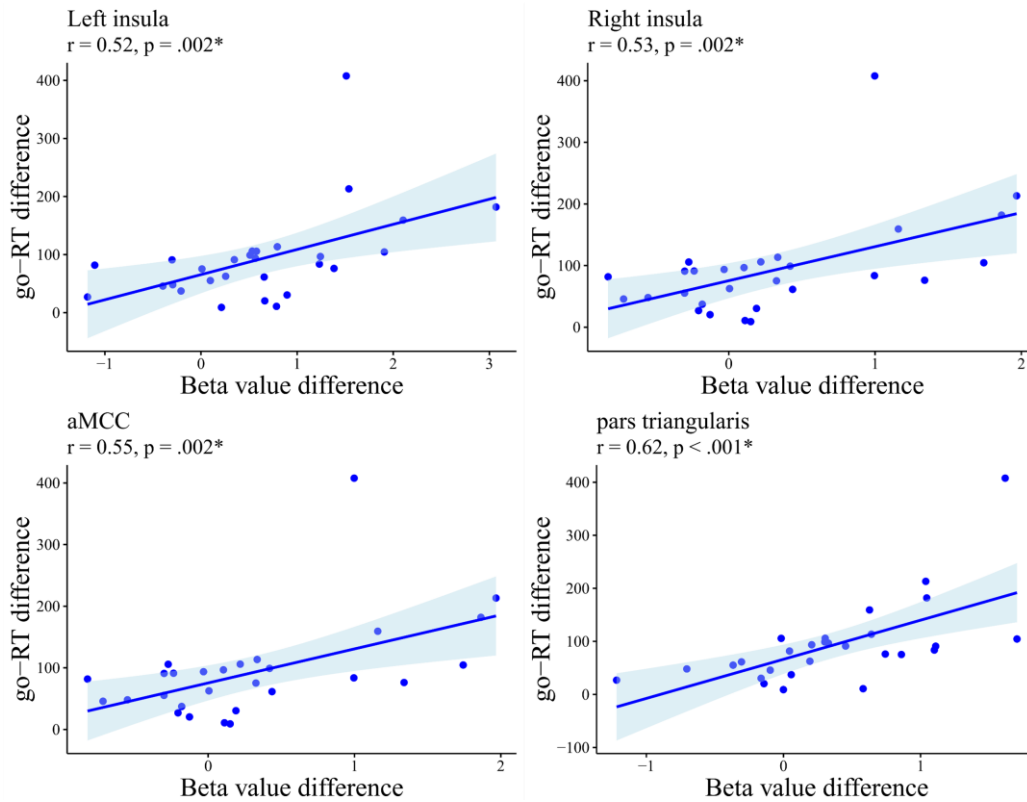 Left insula
r = 0.52, p = .002*
400
300
200
100
0
go−RT difference
−1
0
1
2
3
Beta value difference
Right insula
r = 0.53, p = .002*
400
300
200
100
0
go−RT difference
0
1
2
Beta value difference
aMCC
r = 0.55, p = .002*
400
300
200
100
0
go−RT difference
0
1
2
Beta value difference
pars triangularis
r = 0.62, p < .001*
400
300
200
100
0
−100
go−RT difference
−1
0
1
Beta value difference